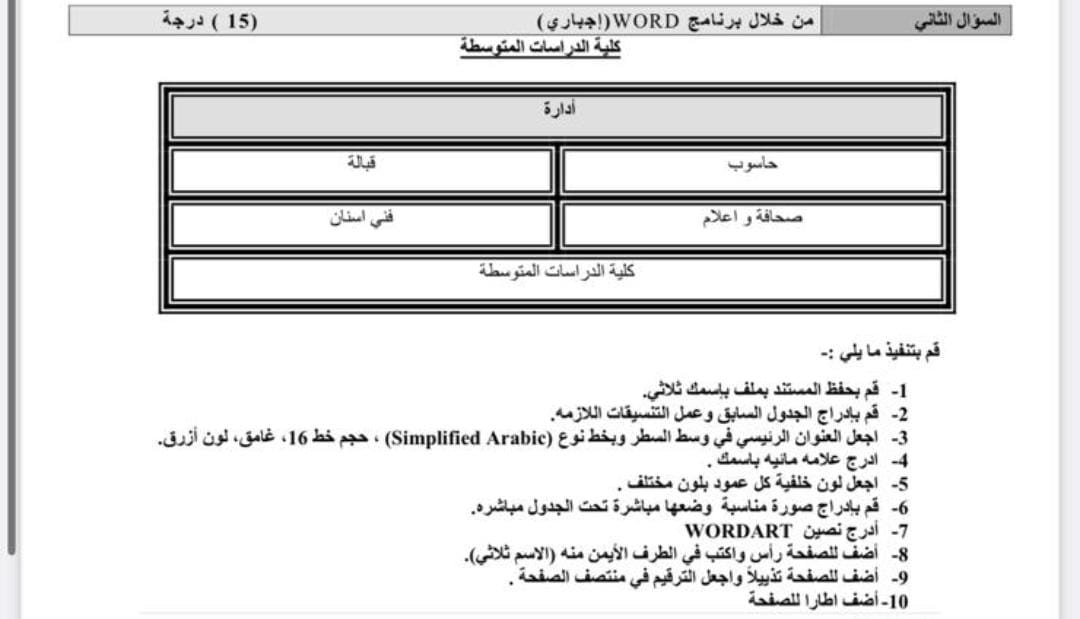 السؤال الثاني من خلال برنامج WORD(إجباري) (15 ) درجة
كلية الدراسات المتوسطة
أدارة
حاسوب قبالة
صحافة و اعلام فني اسنان
كلية الدراسات المتوسطة
قم بتنفيذ ما يلي :-
1- قم بحفظ المستند بملف بإسمك ثلاثي.
2- قم بإدراج الجدول السابق وعمل التنسيقات اللازمه.
3- اجعل العنوان الرئيسي في وسط السطر وبخط نوع (Simplified Arabic) ، حجم خط 16، غامق، لون أزرق.
4- ادرج علامه مائيه باسمك .
5- اجعل لون خلفية كل عمود بلون مختلف .
6- قم بإدراج صورة مناسبة وضعها مباشرة تحت الجدول مباشره.
7- أدرج نصين WORDART
8- أضف للصفحة رأس واكتب في الطرف الأيمن منه (الاسم ثلاثي).
9- أضف للصفحة تذييلاً واجعل الترقيم في منتصف الصفحة .
10- أضف اطارا للصفحة